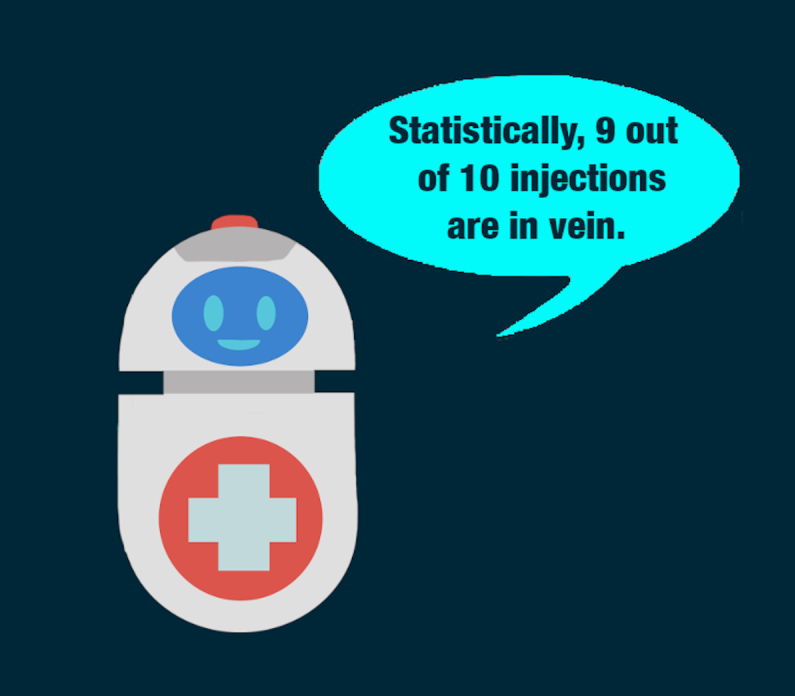 Statistically, 9 out
of 10 injections
are in vein.